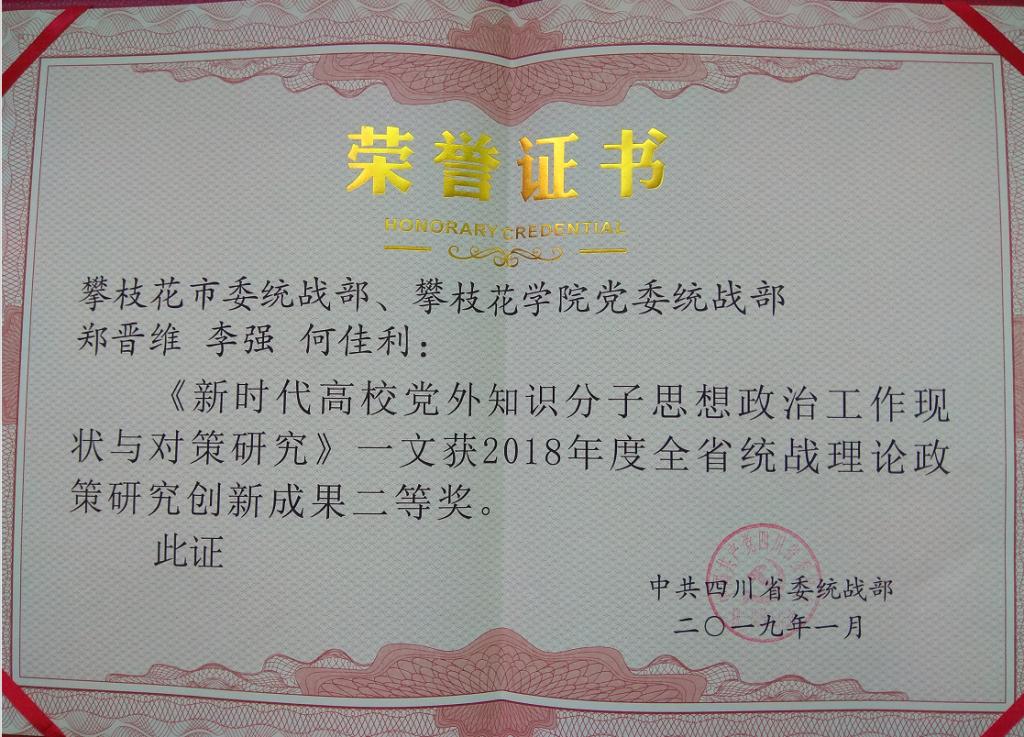 荣誉证书
HONORARY CREDENTIAL
攀枝花市委统战部、攀枝花学院党委统战部
郑晋维 李强 何佳利：
《新时代高校党外知识分子思想政治工作现
状与对策研究》一文获2018年度全省统战理论政
策研究创新成果二等奖。
此证
中共四川省委统战部
二〇一九年一月